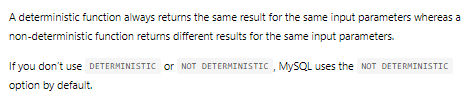 A deterministic function always returns the same result for the same input parameters whereas a
non-deterministic function returns different results for the same input parameters.
If you don't use DETERMINISTIC or NOT DETERMINISTIC , MySQL uses the NOT DETERMINISTIC
option by default.